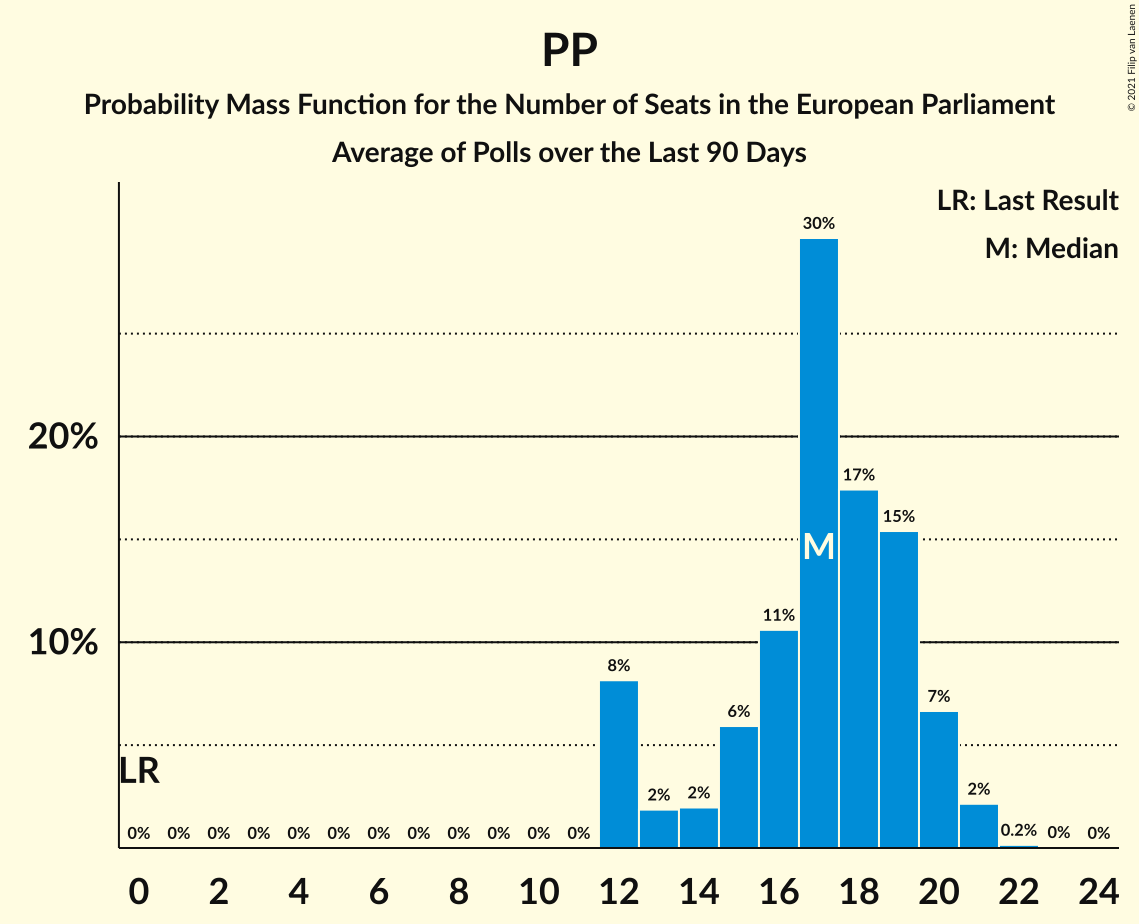 PP
Probability Mass Function for the Number of Seats in the European Parliament
Average of Polls over the Last 90 Days
© 2021 Filip van Laenen
LR: Last Result
M: Median
30%
20%
17%
15%
M
11%
10%
8%
7%
6%
LR
2%
2%
2%
0% 0% 0% 0% 0% 0% 0% 0% 0% 0% 0% 0% 0.2% 0% 0%
0 2 4 6 8 10 12 14 16 18 20 22 24